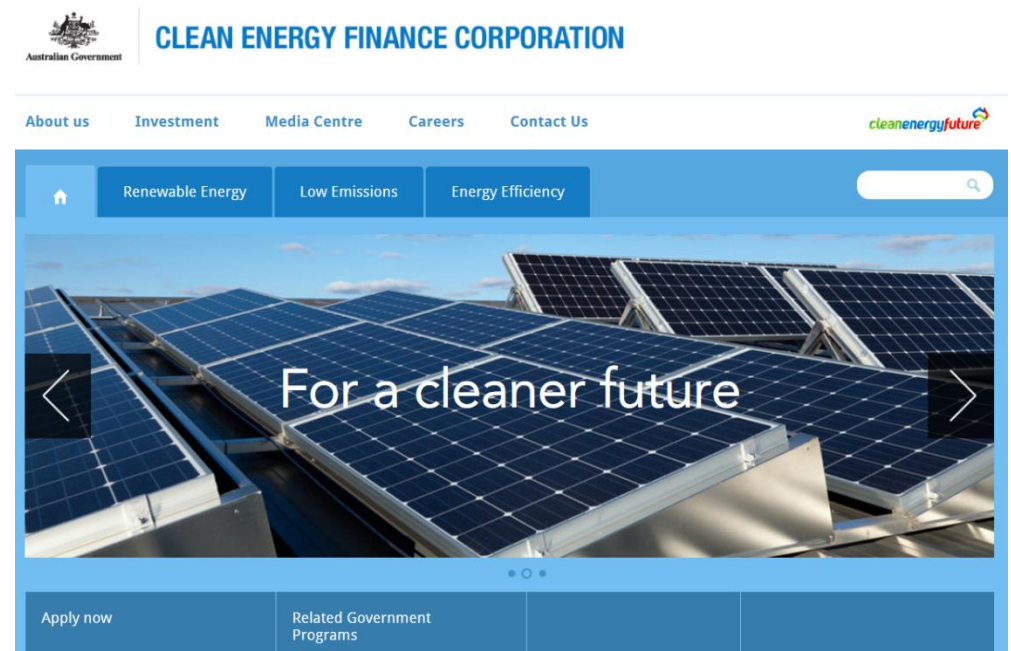 Australian Government
CLEAN ENERGY FINANCE CORPORATION
About us
Investment
Media Centre
Careers
Contact Us
cleanenergyfuture
Renewable Energy
Low Emissions
Energy Efficiency
For a cleaner future
Apply now
Related Government
Programs